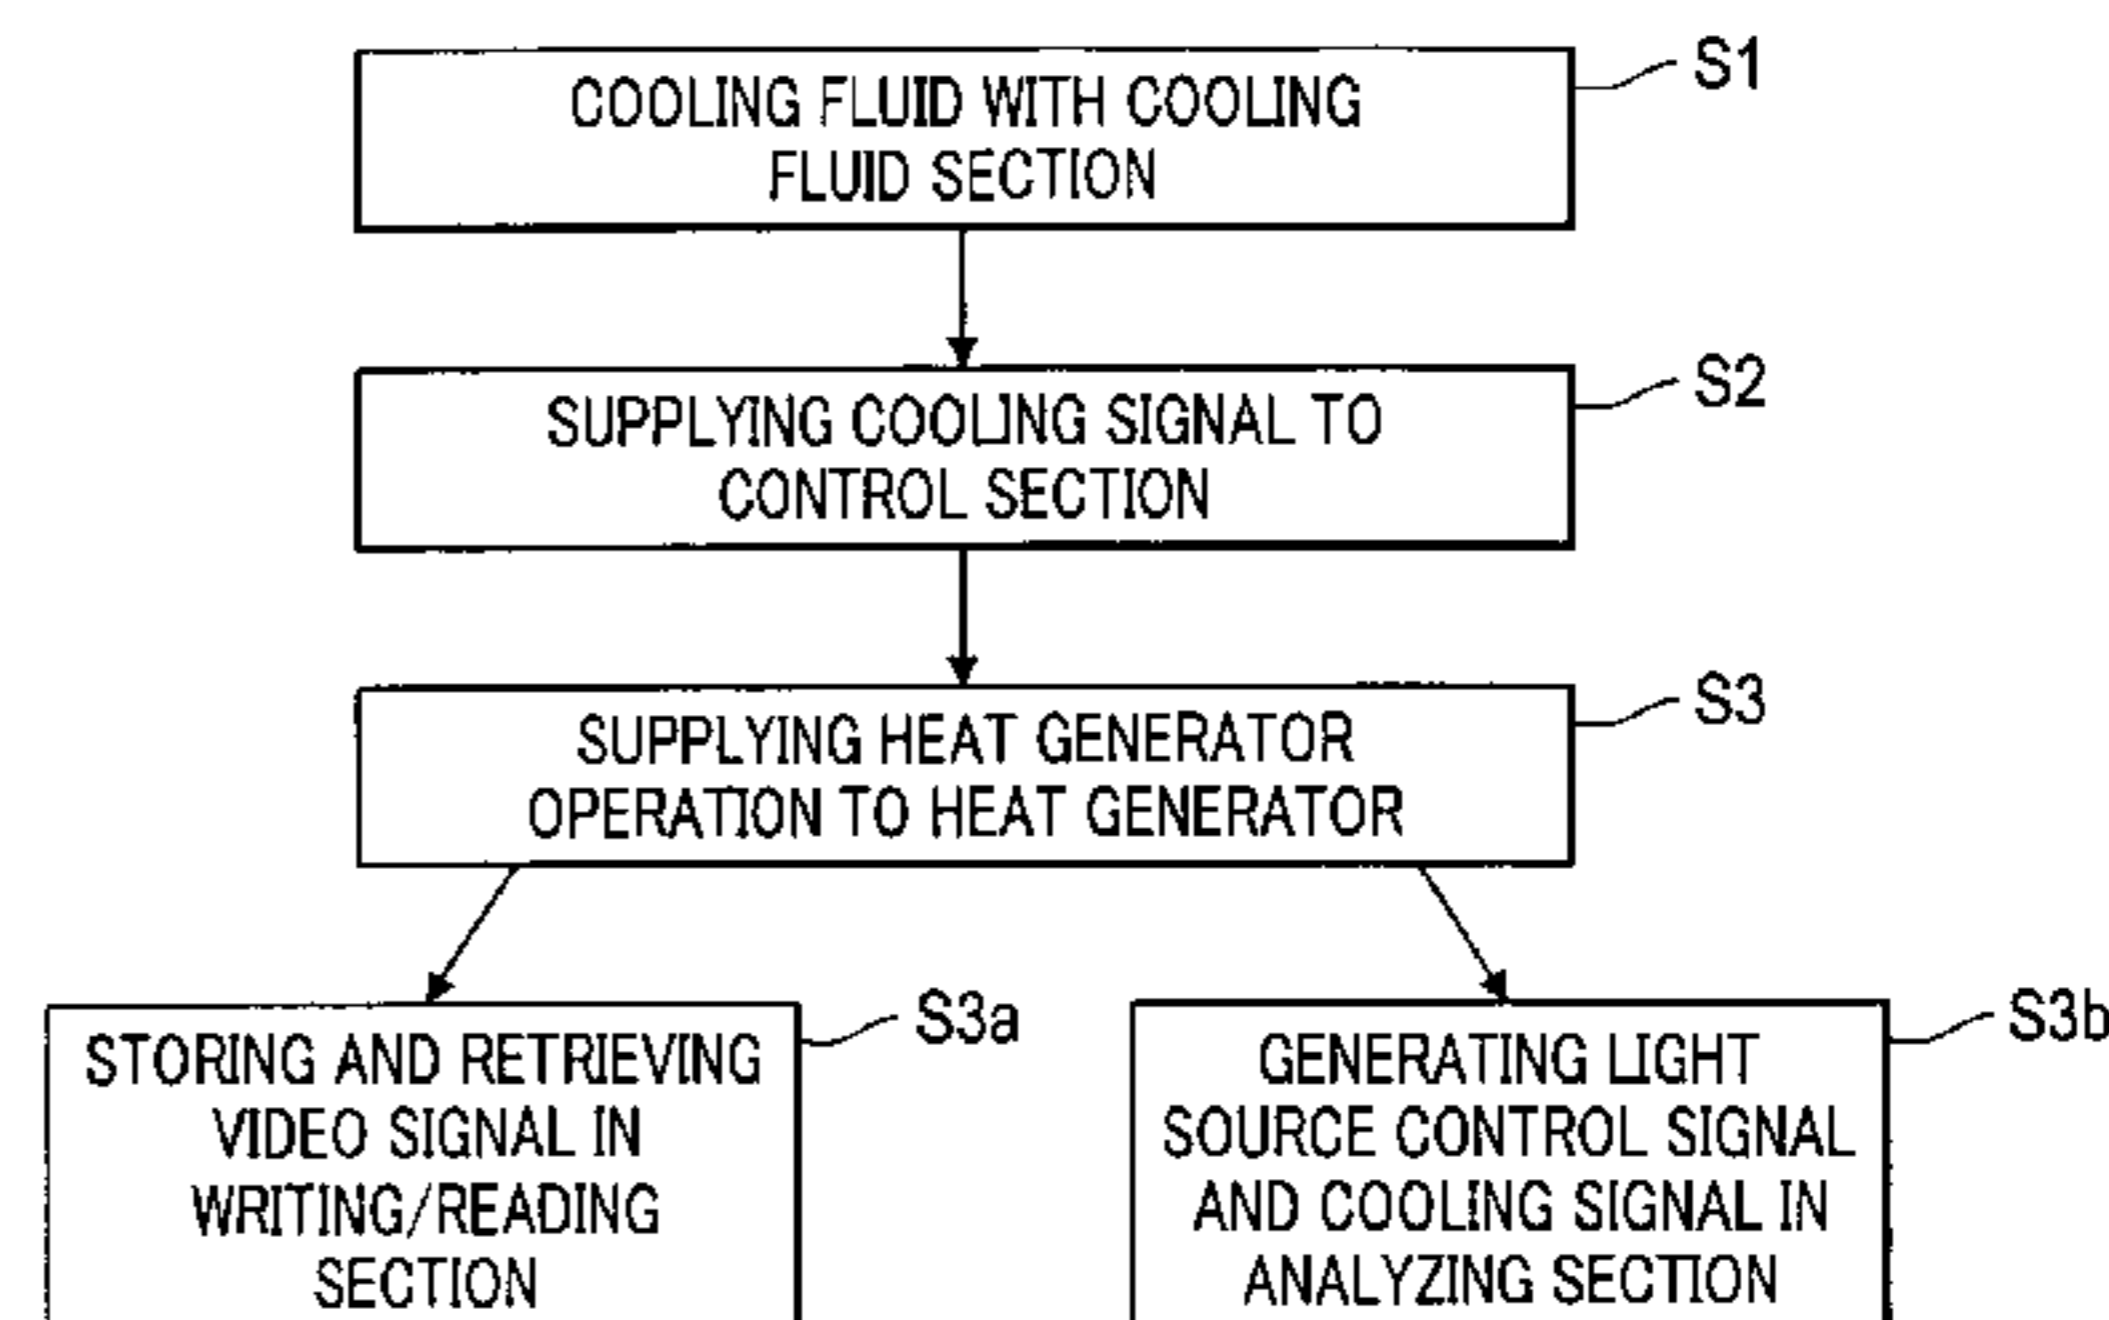 COOLING FLUID WITH COOLING
FLUID SECTION
S1
SUPPLYING COOLING SIGNAL TO
CONTROL SECTION
S2
SUPPLYING HEAT GENERATOR
OPERATION TO HEAT GENERATOR
S3
STORING AND RETRIEVING
VIDEO SIGNAL IN
WRITING/READING
SECTION
S3a
GENERATING LIGHT
SOURCE CONTROL SIGNAL
AND COOLING SIGNAL IN
ANALYZING SECTION
S3b